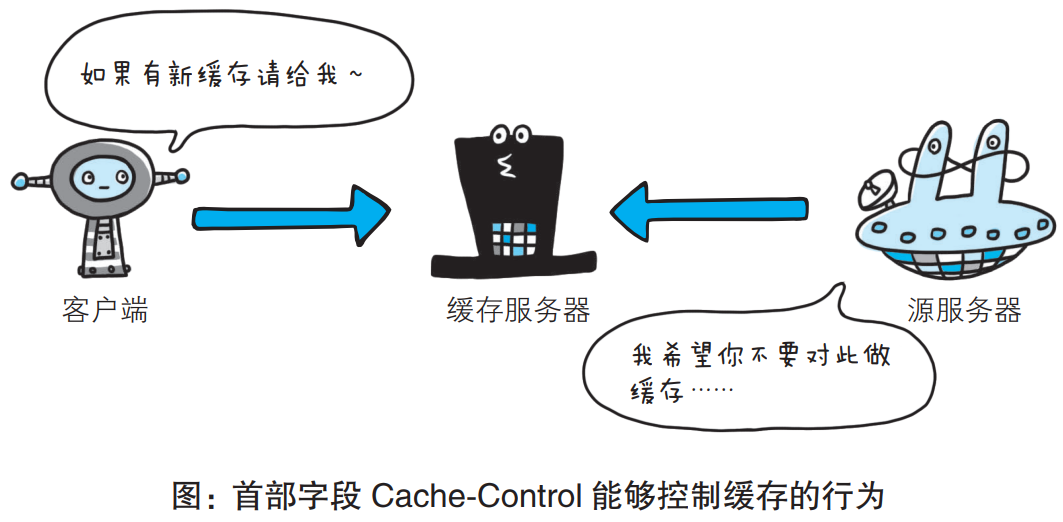 如果有新缓存请给我~
客户端
缓存服务器
源服务器
我希望你不要对此做
缓存……
图：首部字段 Cache-Control 能够控制缓存的行为